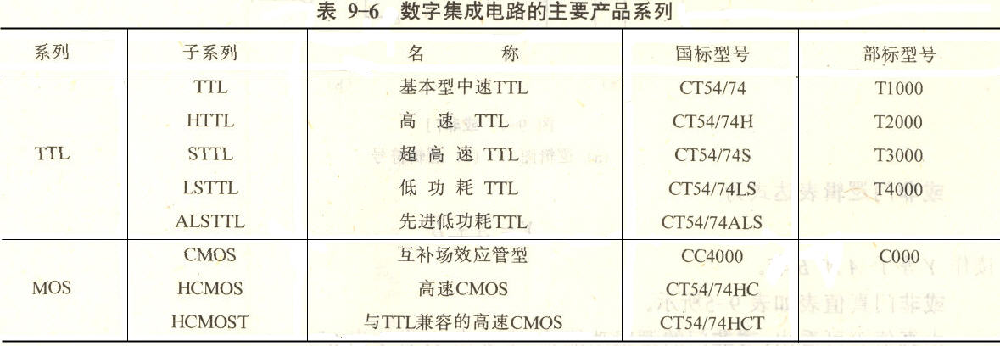 表 9-6 数字集成电路的主要产品系列
系列 子系列 名 称 国标型号 部标型号
TTL 基本型中速TTL CT54/74 T1000
HTTL 高 速 TTL CT54/74H T2000
TTL STTL 超 高 速 TTL CT54/74S T3000
LSTTL 低 功 耗 TTL CT54/74LS T4000
ALSTTL 先进低功耗TTL CT54/74ALS
CMOS 互补场效应管型 CC4000 C000
MOS HCMOS 高速CMOS CT54/74HC
HCMOST 与TTL兼容的高速CMOS CT54/74HCT